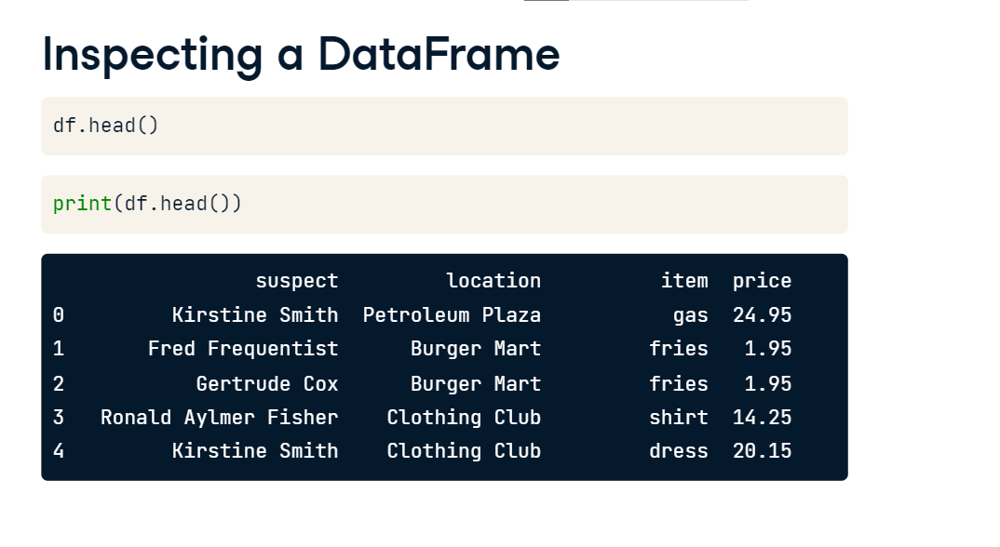 Inspecting a DataFrame
df.head()
print(df.head())
suspect location item price
0 Kirstine Smith Petroleum Plaza gas 24.95
1 Fred Frequentist Burger Mart fries 1.95
2 Gertrude Cox Burger Mart fries 1.95
3 Ronald Aylmer Fisher Clothing Club shirt 14.25
4 Kirstine Smith Clothing Club dress 20.15